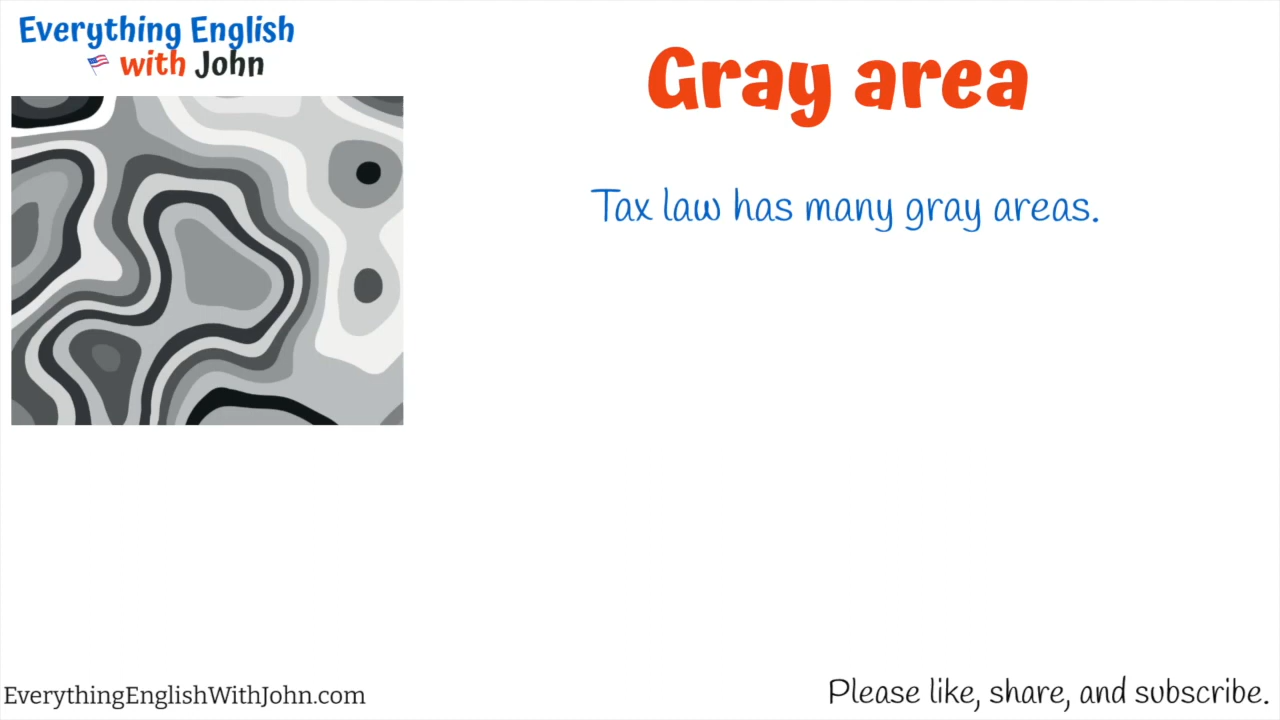 Everything English
with John
Gray area
Tax law has many gray areas.
EverythingEnglishWithJohn.com
Please like, share, and subscribe.